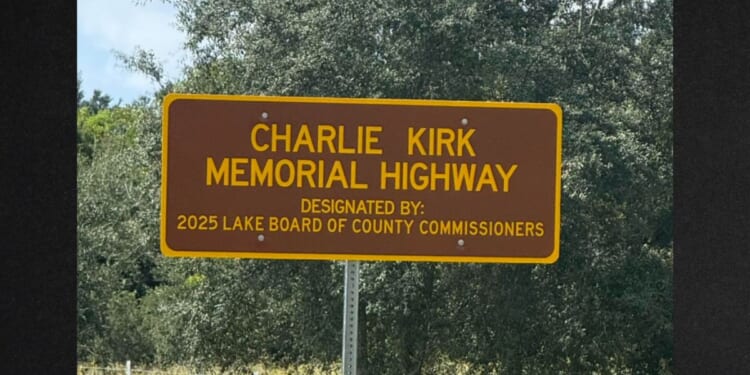 CHARLIE KIRK
MEMORIAL HIGHWAY
DESIGNATED BY:
2025 LAKE BOARD OF COUNTY COMMISSIONERS